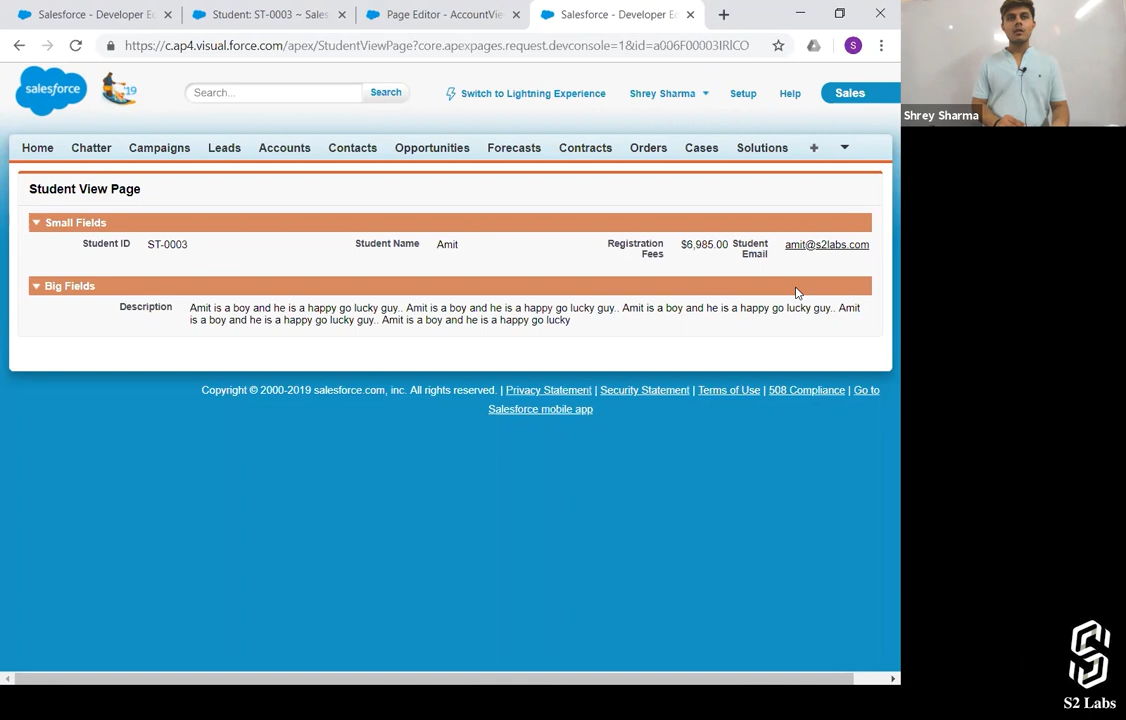 Salesforce - Developer E
Student: ST-0003 ~ Sales
Page Editor - AccountVie
Salesforce - Developer E
https://c.ap4.visual.force.com/apex/StudentViewPage?core.apexpages.request.devconsole=1&id=a006F00003IRlCO
S
salesforce
'19
Search...
Search
Switch to Lightning Experience
Shrey Sharma
Setup
Help
Sales
Shrey Sharma
Home
Chatter
Campaigns
Leads
Accounts
Contacts
Opportunities
Forecasts
Contracts
Orders
Cases
Solutions
+
Student View Page
Small Fields
Student ID ST-0003 Student Name Amit Registration Fees $6,985.00 Student Email amit@s2labs.com
Big Fields
Description Amit is a boy and he is a happy go lucky guy.. Amit is a boy and he is a happy go lucky guy.. Amit is a boy and he is a happy go lucky guy.. Amit
is a boy and he is a happy go lucky guy.. Amit is a boy and he is a happy go lucky
Copyright © 2000-2019 salesforce.com, inc. All rights reserved. | Privacy Statement | Security Statement | Terms of Use | 508 Compliance | Go to
Salesforce mobile app
S2 Labs